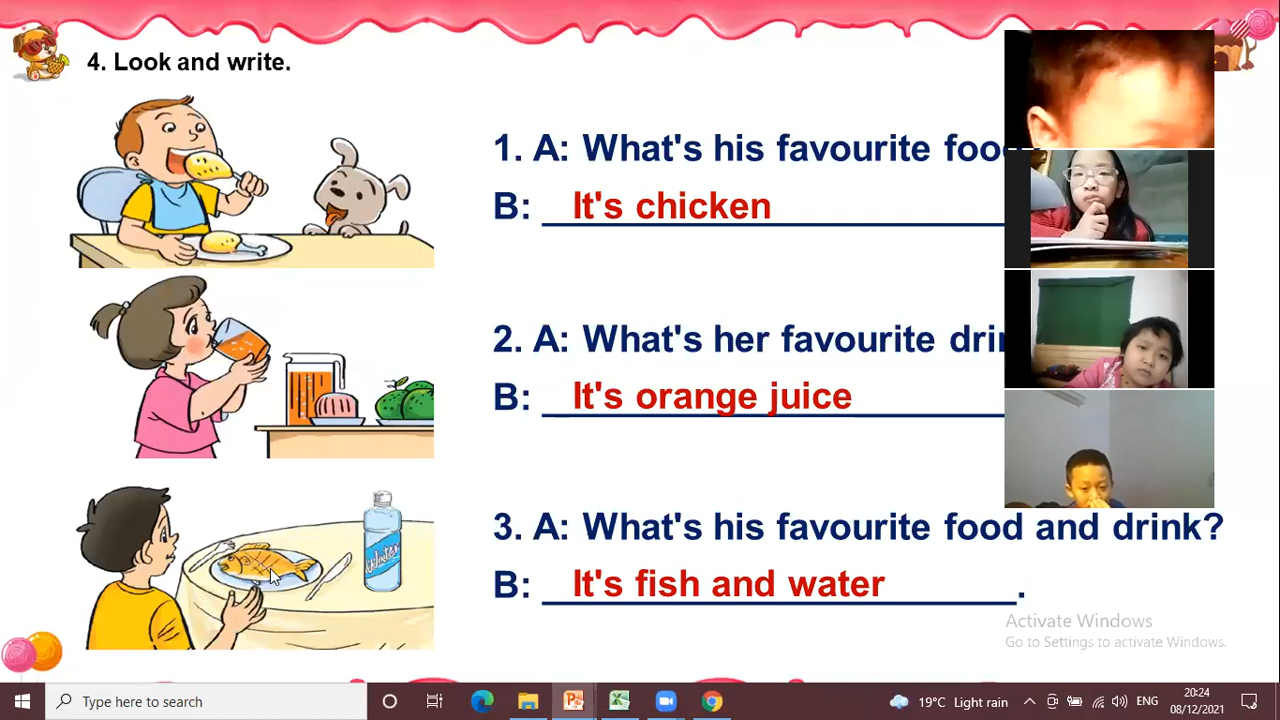 4. Look and write.
1. A: What's his favourite food
B: It's chicken
2. A: What's her favourite
B: It's orange juice
3. A: What's his favourite food and drink?
B: It's fish and water.
Activate Windows
Go to Settings to activate Windows.
Type here to search
19°C Light rain
ENG
20:24
08/12/2021